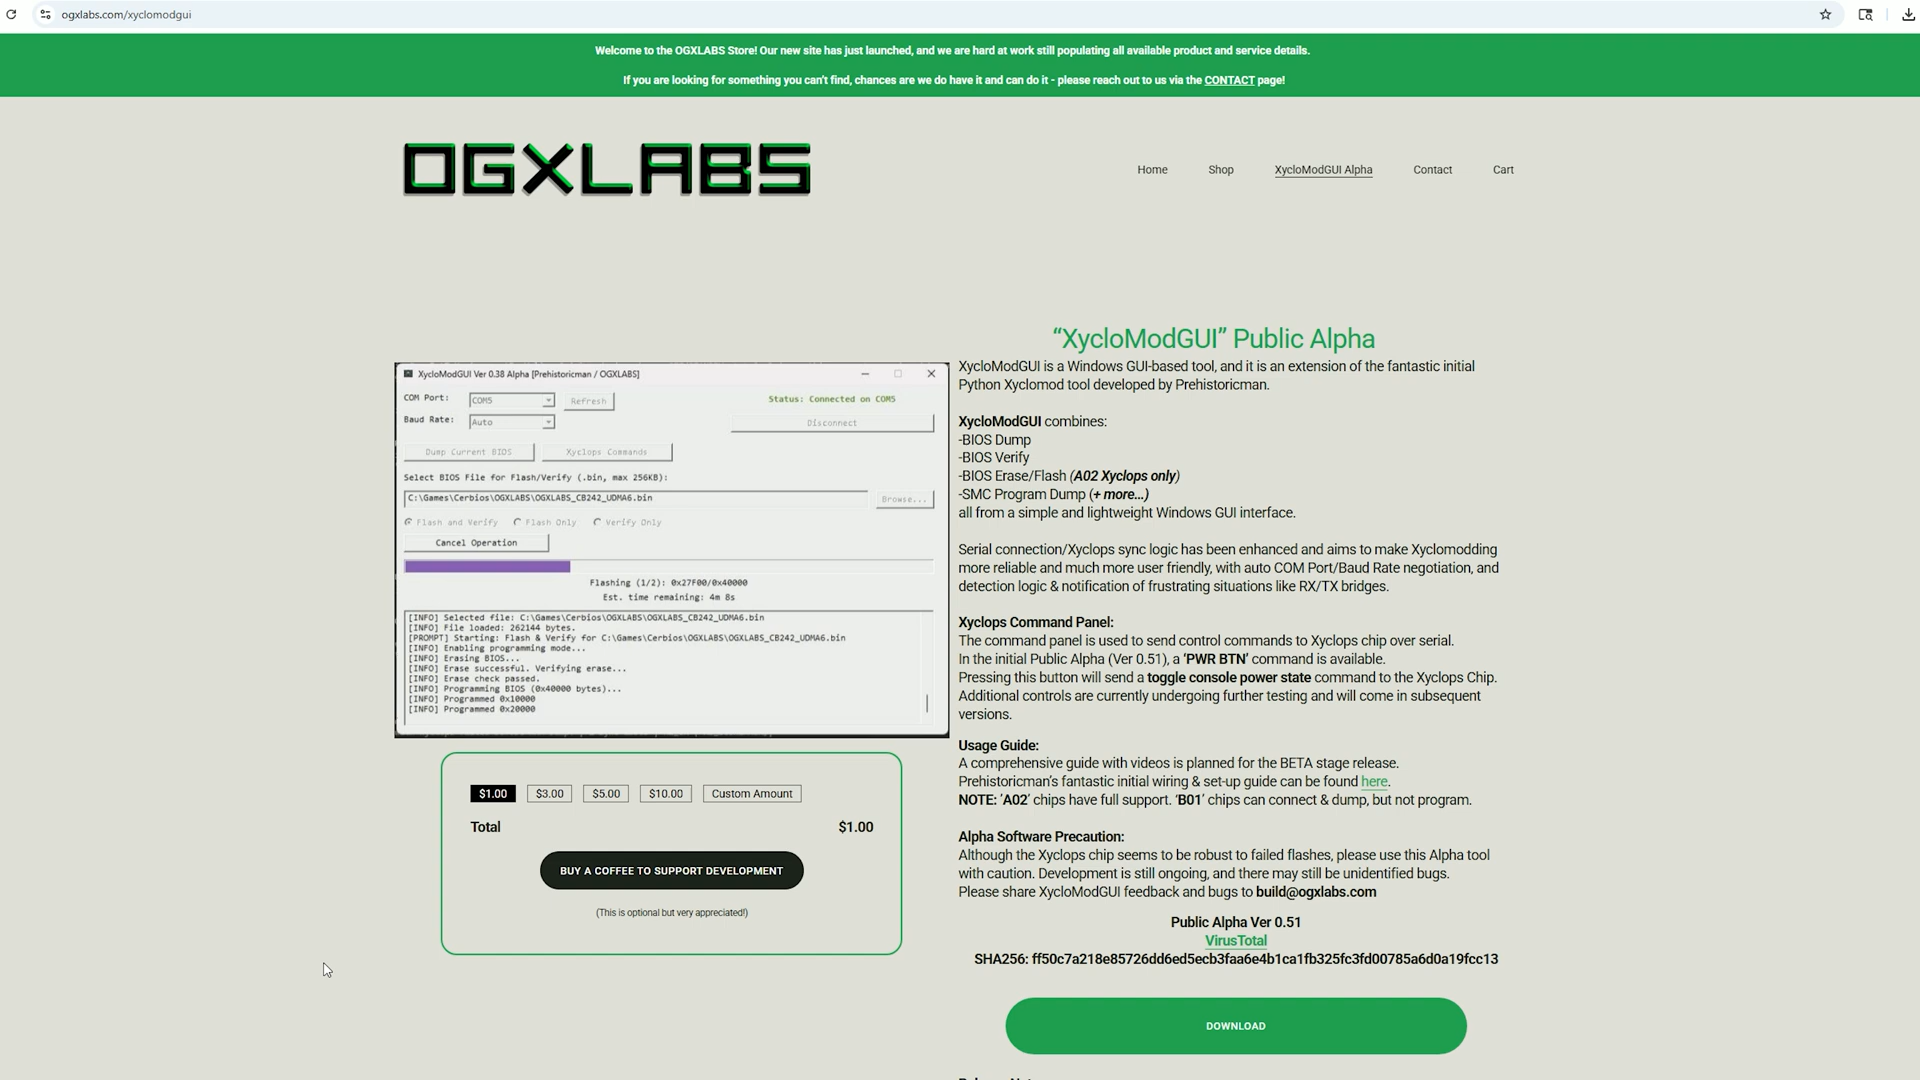 ogxlabs.com/xyclomodgui
Welcome to the OGXLABS Store! Our new site has just launched, and we are hard at work still populating all available product and service details.
If you are looking for something you can't find, chances are we do have it and can do it - please reach out to us via the CONTACT page!
OGXLABS
Home
Shop
XycloModGUI Alpha
Contact
Cart
XycloModGUI Ver 0.38 Alpha [Prehistoricman / OGXLABS]
COM Port:
COM5
Refresh
Status: Connected on COM5
Baud Rate:
Auto
Disconnect
Dump Current BIOS
Xyclops Commands
Select BIOS File for Flash/Verify (.bin, max 256KB):
C:\Games\Cerbios\OGXLABS\OGXLABS_CB242_UDMA6.bin
Browse...
Flash and Verify
Flash Only
Verify Only
Cancel Operation
Flashing (1/2): 0x27F00/0x40000
Est. time remaining: 4m 8s
[INFO] Selected file: C:\Games\Cerbios\OGXLABS\OGXLABS_CB242_UDMA6.bin
[INFO] File loaded: 262144 bytes.
[PROMPT] Starting: Flash & Verify for C:\Games\Cerbios\OGXLABS\OGXLABS_CB242_UDMA6.bin
[INFO] Enabling programming mode...
[INFO] Erasing BIOS...
[INFO] Erase successful. Verifying erase...
[INFO] Erase check passed.
[INFO] Programming BIOS (0x40000 bytes)...
[INFO] Programmed 0x10000
[INFO] Programmed 0x20000
$1.00
$3.00
$5.00
$10.00
Custom Amount
Total
$1.00
BUY A COFFEE TO SUPPORT DEVELOPMENT
(This is optional but very appreciated!)
“XycloModGUI” Public Alpha
XycloModGUI is a Windows GUI-based tool, and it is an extension of the fantastic initial
Python Xyclomod tool developed by Prehistoricman.
XycloModGUI combines:
-BIOS Dump
-BIOS Verify
-BIOS Erase/Flash (A02 Xyclops only)
-SMC Program Dump (+ more...)
all from a simple and lightweight Windows GUI interface.
Serial connection/Xyclops sync logic has been enhanced and aims to make Xyclomodding
more reliable and much more user friendly, with auto COM Port/Baud Rate negotiation, and
detection logic & notification of frustrating situations like RX/TX bridges.
Xyclops Command Panel:
The command panel is used to send control commands to Xyclops chip over serial.
In the initial Public Alpha (Ver 0.51), a ‘PWR BTN’ command is available.
Pressing this button will send a toggle console power state command to the Xyclops Chip.
Additional controls are currently undergoing further testing and will come in subsequent
versions.
Usage Guide:
A comprehensive guide with videos is planned for the BETA stage release.
Prehistoricman’s fantastic initial wiring & set-up guide can be found here.
NOTE: ‘A02’ chips have full support. ‘B01’ chips can connect & dump, but not program.
Alpha Software Precaution:
Although the Xyclops chip seems to be robust to failed flashes, please use this Alpha tool
with caution. Development is still ongoing, and there may still be unidentified bugs.
Please share XycloModGUI feedback and bugs to build@ogxlabs.com
Public Alpha Ver 0.51
VirusTotal
SHA256: ff50c7a218e85726dd6ed5ecb3faa6e4b1ca1fb325fc3fd00785a6d0a19fcc13
DOWNLOAD